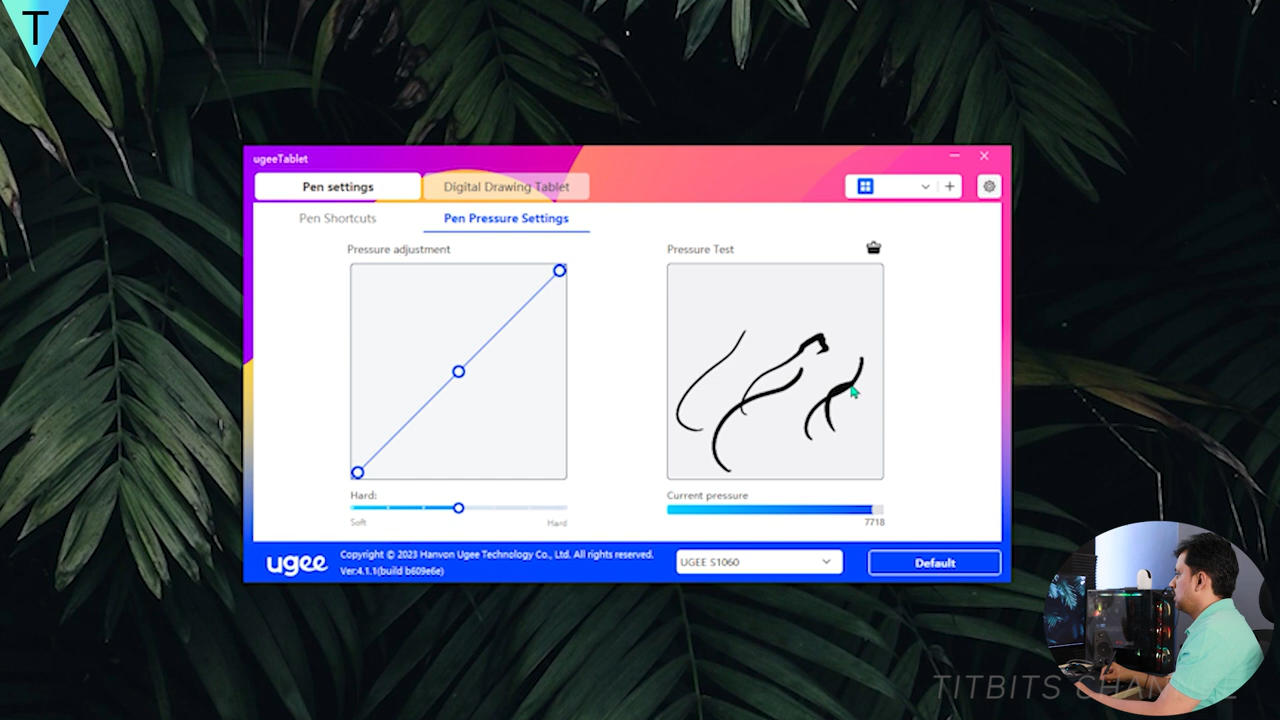 T
ugeeTablet
Pen settings
Digital Drawing Tablet
Pen Shortcuts
Pen Pressure Settings
Pressure adjustment
Pressure Test
Hard:
Soft
Hard
Current pressure
7718
ugee
Copyright © 2023 Hanvon Ugee Technology Co., Ltd. All rights reserved.
Ver:4.1.1(build b609e6e)
UGEE S1060
Default
TITBITS CHANNEL